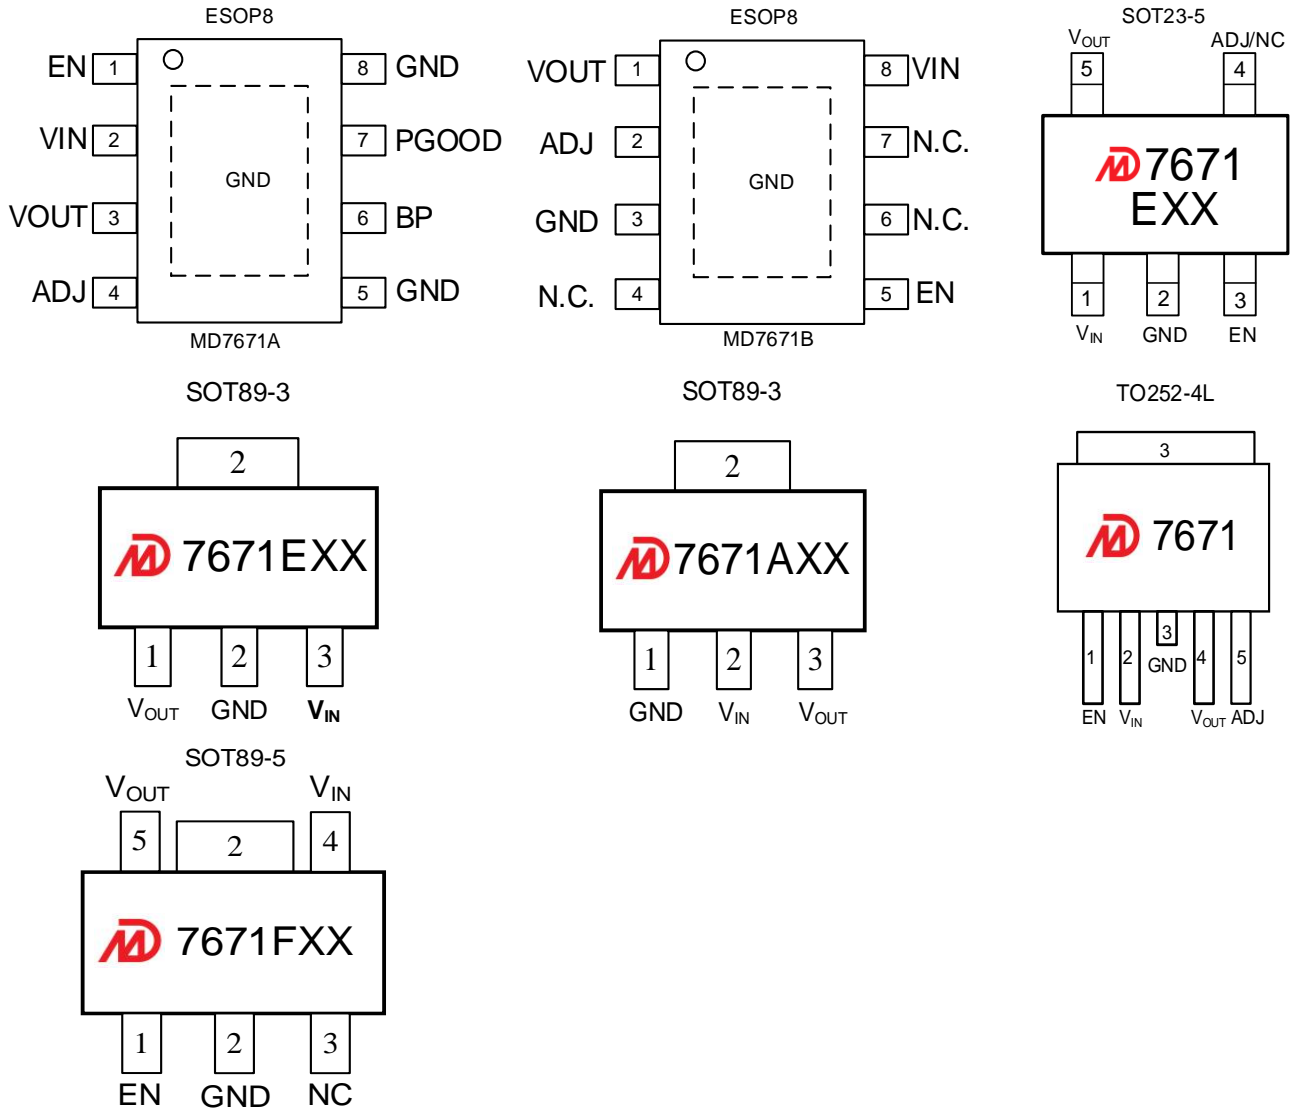 ESOP8
EN 1 8 GND
VIN 2 7 PGOOD
GND
VOUT 3 6 BP
ADJ 4 5 GND
MD7671A
ESOP8
VOUT 1 8 VIN
ADJ 2 7 N.C.
GND
GND 3 6 N.C.
N.C. 4 5 EN
MD7671B
SOT23-5
VOUT ADJ/NC
5 4
MD 7671
EXX
1 2 3
VIN GND EN
SOT89-3
2
MD 7671EXX
1 2 3
VOUT GND VIN
SOT89-3
2
MD 7671AXX
1 2 3
GND VIN VOUT
TO252-4L
3
MD 7671
1 2 3 4 5
GND
EN VIN VOUT ADJ
SOT89-5
VOUT VIN
5 2 4
MD 7671FXX
1 2 3
EN GND NC